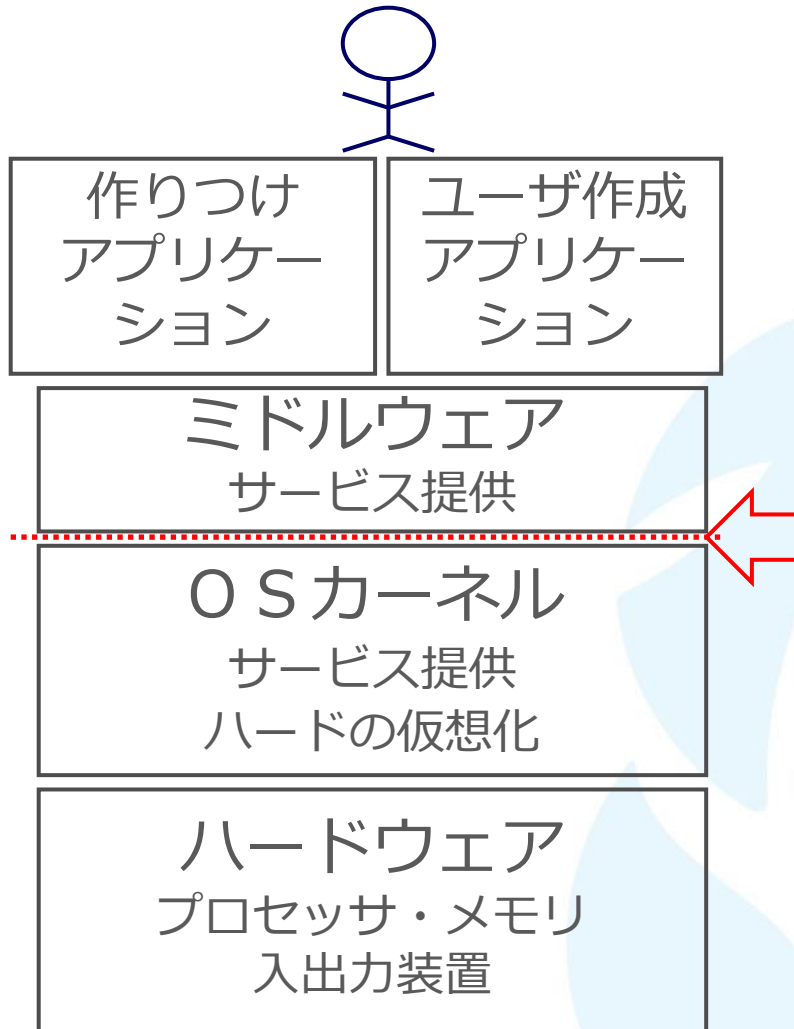 作りつけ
アプリケー
ション
ユーザ作成
アプリケー
ション
ミドルウェア
サービス提供
ＯＳカーネル
サービス提供
ハードの仮想化
ハードウェア
プロセッサ・メモリ
入出力装置